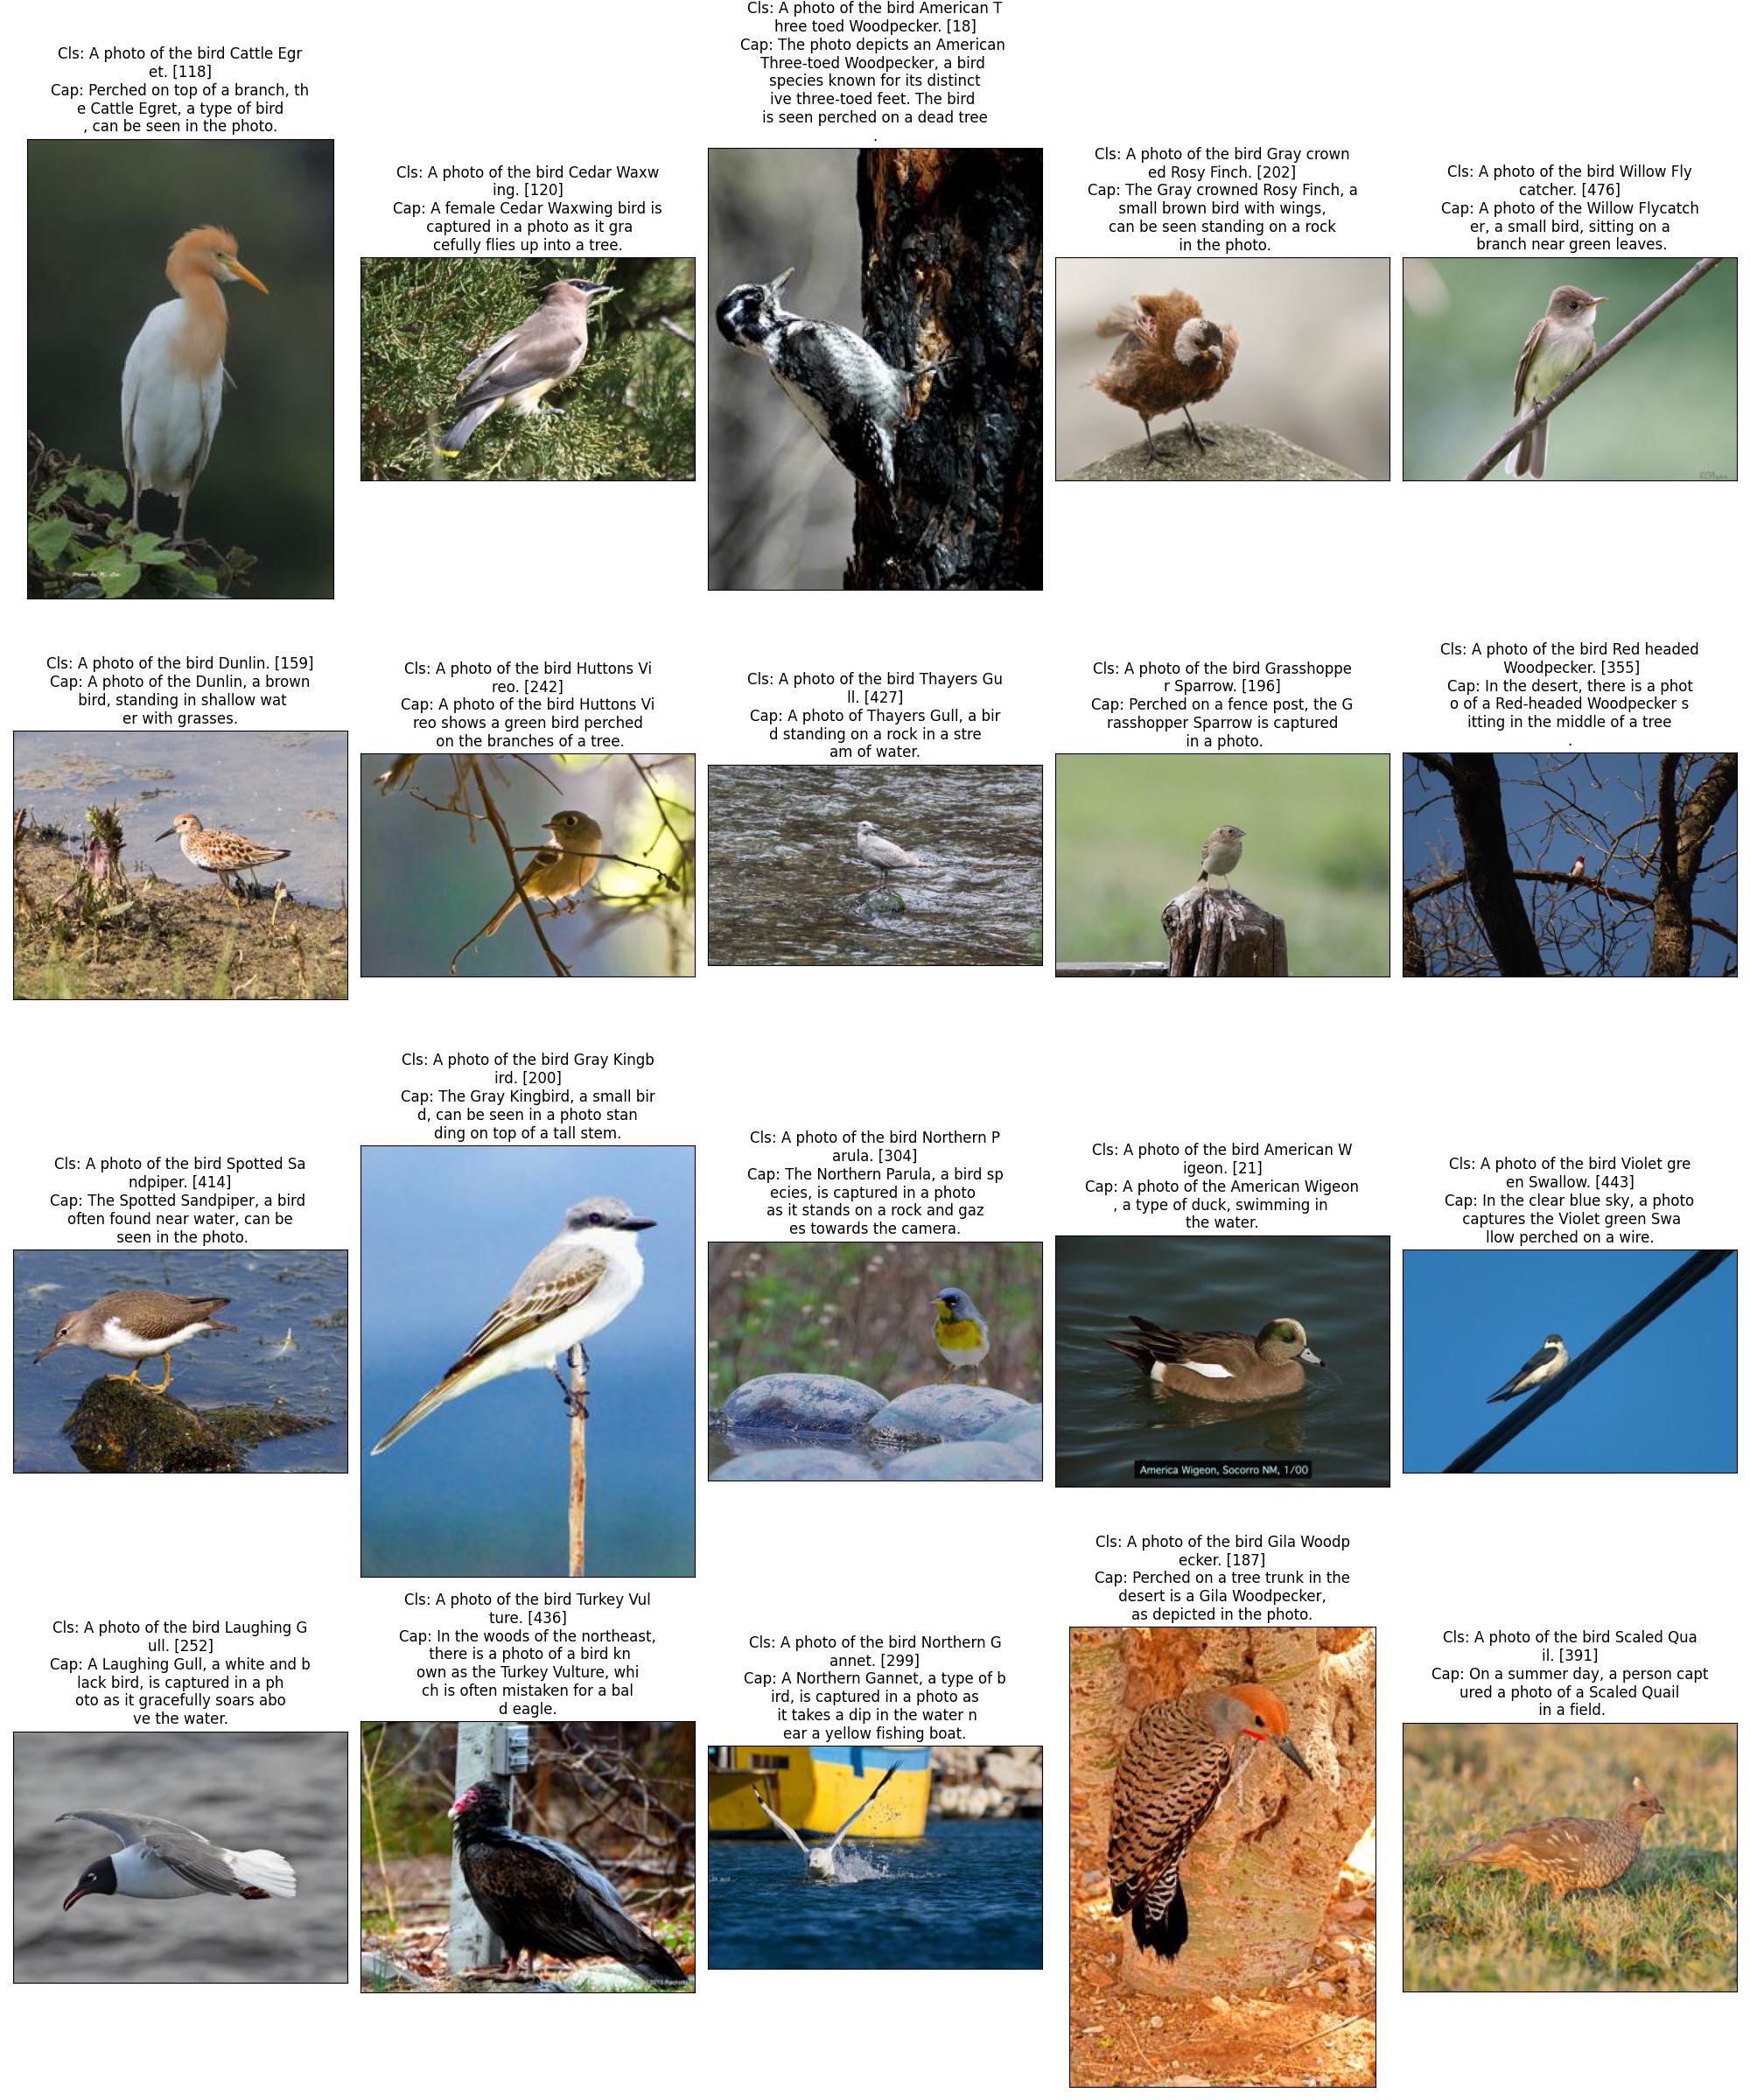 Cls: A photo of the bird Cattle Egr
et. [118]
Cap: Perched on top of a branch, th
e Cattle Egret, a type of bird
, can be seen in the photo.
Cls: A photo of the bird Cedar Waxw
ing. [120]
Cap: A female Cedar Waxwing bird is
captured in a photo as it gra
cefully flies up into a tree.
Cls: A photo of the bird American T
hree toed Woodpecker. [18]
Cap: The photo depicts an American
Three-toed Woodpecker, a bird
species known for its distinct
ive three-toed feet. The bird
is seen perched on a dead tree
.
Cls: A photo of the bird Gray crown
ed Rosy Finch. [202]
Cap: The Gray crowned Rosy Finch, a
small brown bird with wings,
can be seen standing on a rock
in the photo.
Cls: A photo of the bird Willow Fly
catcher. [476]
Cap: A photo of the Willow Flycatch
er, a small bird, sitting on a
branch near green leaves.
Cls: A photo of the bird Dunlin. [159]
Cap: A photo of the Dunlin, a brown
bird, standing in shallow wat
er with grasses.
Cls: A photo of the bird Huttons Vi
reo. [242]
Cap: A photo of the bird Huttons Vi
reo shows a green bird perched
on the branches of a tree.
Cls: A photo of the bird Thayers Gu
ll. [427]
Cap: A photo of Thayers Gull, a bir
d standing on a rock in a stre
am of water.
Cls: A photo of the bird Grasshoppe
r Sparrow. [196]
Cap: Perched on a fence post, the G
rasshopper Sparrow is captured
in a photo.
Cls: A photo of the bird Red headed
Woodpecker. [355]
Cap: In the desert, there is a phot
o of a Red-headed Woodpecker s
itting in the middle of a tree
.
Cls: A photo of the bird Spotted Sa
ndpiper. [414]
Cap: The Spotted Sandpiper, a bird
often found near water, can be
seen in the photo.
Cls: A photo of the bird Gray Kingb
ird. [200]
Cap: The Gray Kingbird, a small bir
d, can be seen in a photo stan
ding on top of a tall stem.
Cls: A photo of the bird Northern P
arula. [304]
Cap: The Northern Parula, a bird sp
ecies, is captured in a photo
as it stands on a rock and gaz
es towards the camera.
Cls: A photo of the bird American W
igeon. [21]
Cap: A photo of the American Wigeon
, a type of duck, swimming in
the water.
America Wigeon, Socorro NM, 1/00
Cls: A photo of the bird Violet gre
en Swallow. [443]
Cap: In the clear blue sky, a photo
captures the Violet green Swa
llow perched on a wire.
Cls: A photo of the bird Laughing G
ull. [252]
Cap: A Laughing Gull, a white and b
lack bird, is captured in a ph
oto as it gracefully soars abo
ve the water.
Cls: A photo of the bird Turkey Vul
ture. [436]
Cap: In the woods of the northeast,
there is a photo of a bird kn
own as the Turkey Vulture, whi
ch is often mistaken for a bal
d eagle.
Cls: A photo of the bird Northern G
annet. [299]
Cap: A Northern Gannet, a type of b
ird, is captured in a photo as
it takes a dip in the water n
ear a yellow fishing boat.
Cls: A photo of the bird Gila Woodp
ecker. [187]
Cap: Perched on a tree trunk in the
desert is a Gila Woodpecker,
as depicted in the photo.
Cls: A photo of the bird Scaled Qua
il. [391]
Cap: On a summer day, a person capt
ured a photo of a Scaled Quail
in a field.